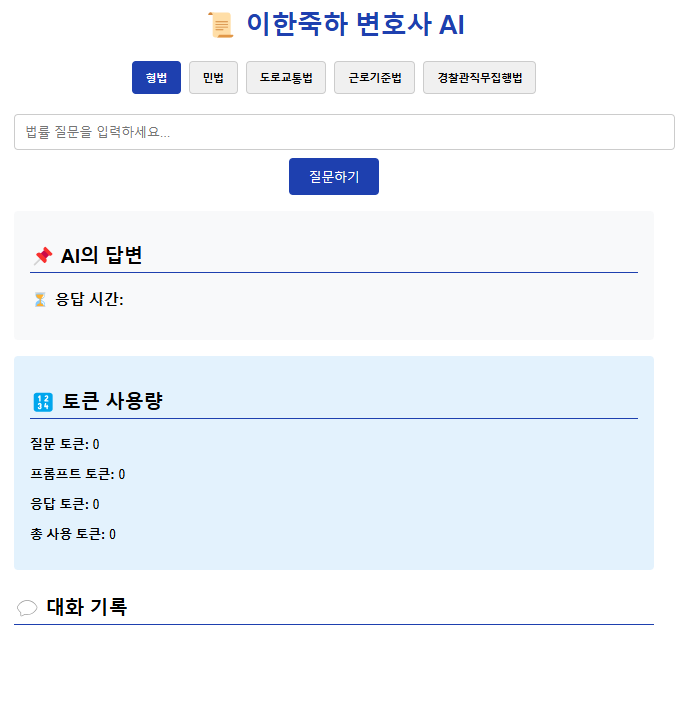 📜 이한죽하 변호사 AI
형법 민법 도로교통법 근로기준법 경찰관직무집행법
법률 질문을 입력하세요...
질문하기
📌 AI의 답변
⏳ 응답 시간:
🔢 토큰 사용량
질문 토큰: 0
프롬프트 토큰: 0
응답 토큰: 0
총 사용 토큰: 0
💬 대화 기록